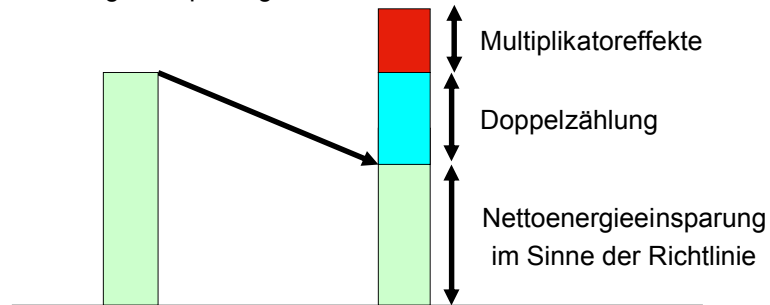 Multiplikatoreffekte
Doppelzählung
Nettoenergieeinsparung
im Sinne der Richtlinie